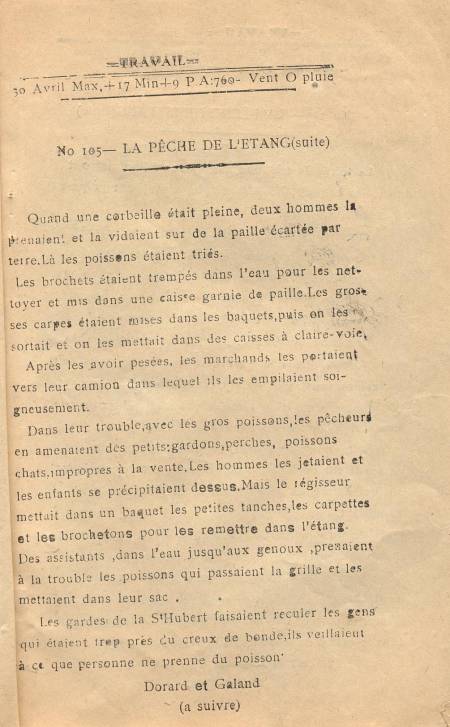 =TRAVAIL=
30 Avril Max,+17 Min+9 P.A:760- Vent O pluie
No 105— LA PÊCHE DE L'ETANG(suite)
Quand une corbeille était pleine, deux hommes la
prenaient et la vidaient sur de la paille écartée par
terre.Là les poissons étaient triés.
Les brochets étaient trempés dans l'eau pour les net-
toyer et mis dans une caisse garnie de paille.Les gros-
ses carpes étaient mises dans les baquets,puis on les
sortait et on les mettait dans des caisses à claire-voie.
Après les avoir pesées, les marchands les portaient
vers leur camion dans lequel ils les empilaient soi-
gneusement.
Dans leur trouble,avec les gros poissons,les pêcheurs
en amenaient des petits:gardons,perches, poissons
chats,impropres à la vente.Les hommes les jetaient et
les enfants se précipitaient dessus.Mais le régisseur
mettait dans un baquet les petites tanches,les carpettes
et les brochetons pour les remettre dans l'étang.
Des assistants ,dans l'eau jusqu'aux genoux ,prenaient
à la trouble les poissons qui passaient la grille et les
mettaient dans leur sac .
Les gardes de la StHubert faisaient reculer les gens
qui étaient trop près du creux de bonde,ils veillaient
à ce que personne ne prenne du poisson.
Dorard et Galand
(a suivre)